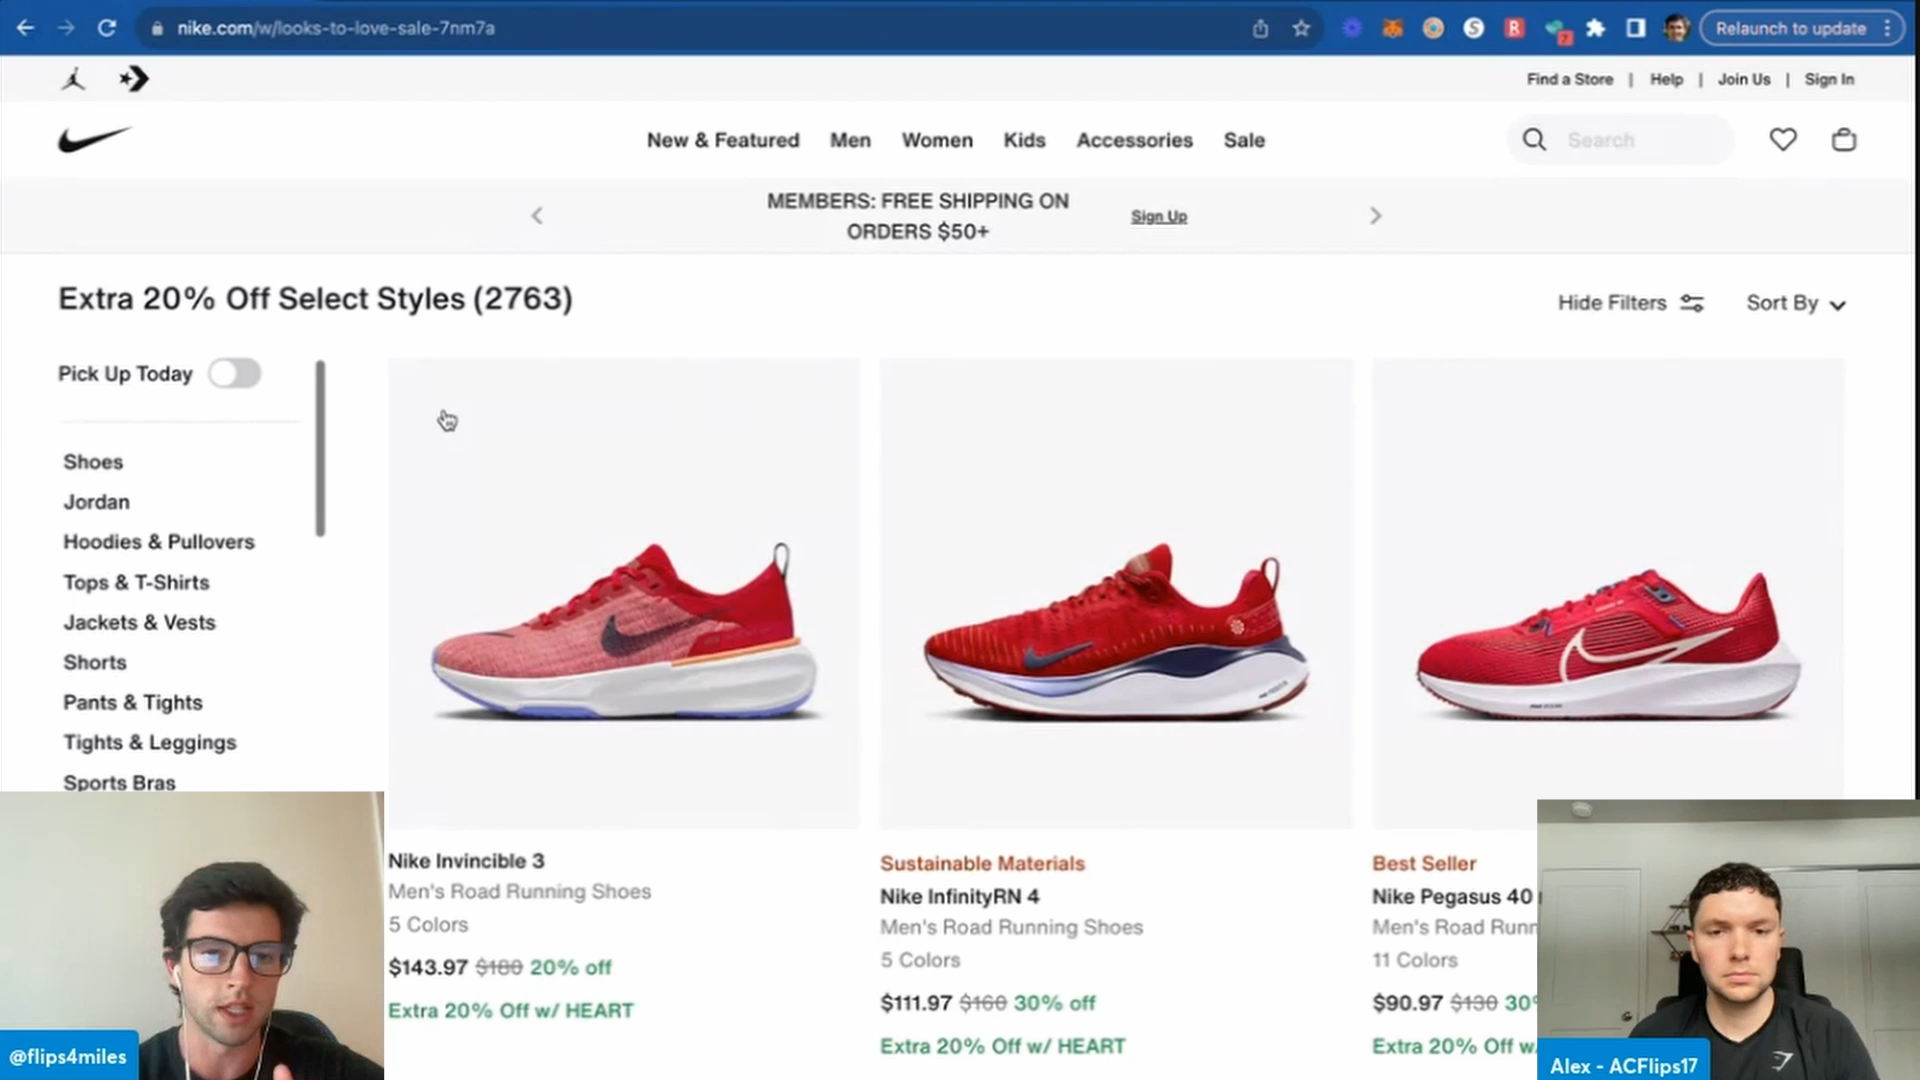 nike.com/w/looks-to-love-sale-7nm7a
S
R
7
Relaunch to update
Find a Store | Help | Join Us | Sign In
New & Featured Men Women Kids Accessories Sale
Search
MEMBERS: FREE SHIPPING ON
ORDERS $50+
Sign Up
Extra 20% Off Select Styles (2763)
Hide Filters
Sort By
Pick Up Today
Shoes
Jordan
Hoodies & Pullovers
Tops & T-Shirts
Jackets & Vests
Shorts
Pants & Tights
Tights & Leggings
Sports Bras
Nike Invincible 3
Men's Road Running Shoes
5 Colors
$143.97 $180 20% off
Extra 20% Off w/ HEART
Sustainable Materials
Nike InfinityRN 4
Men's Road Running Shoes
5 Colors
$111.97 $160 30% off
Extra 20% Off w/ HEART
Best Seller
Nike Pegasus 40
Men's Road Runn
11 Colors
$90.97 $130 30%
Extra 20% Off w/
@flips4miles
Alex - ACFlips17